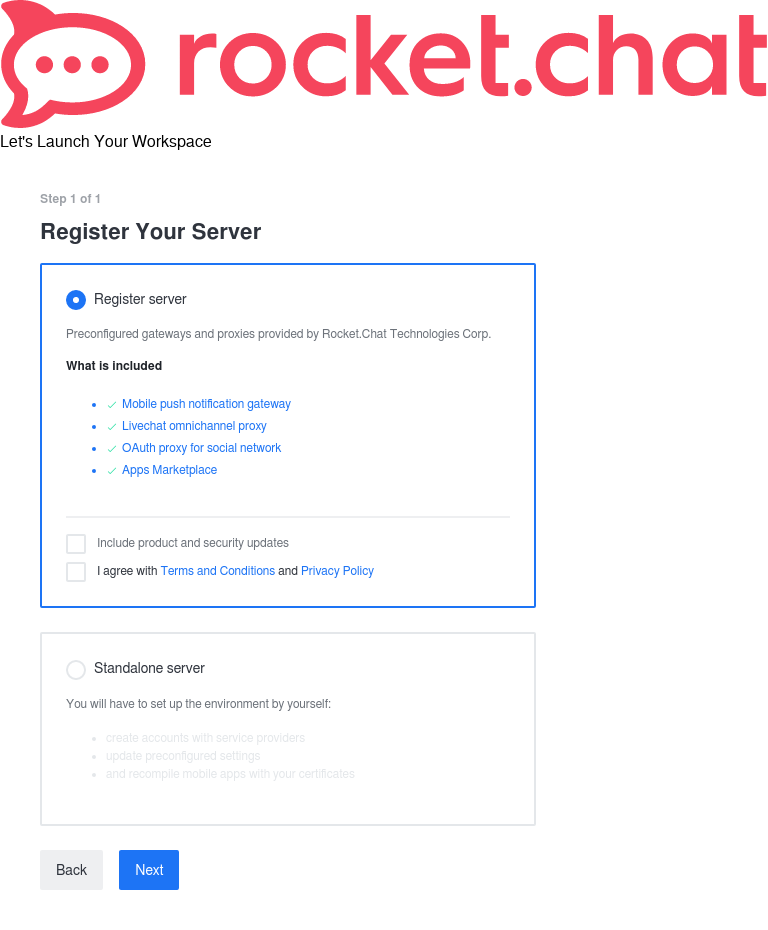 rocket.chat
Let's Launch Your Workspace
Step 1 of 1
Register Your Server
Register server
Preconfigured gateways and proxies provided by Rocket.Chat Technologies Corp.
What is included
Mobile push notification gateway
Livechat omnichannel proxy
OAuth proxy for social network
Apps Marketplace
Include product and security updates
I agree with Terms and Conditions and Privacy Policy
Standalone server
You will have to set up the environment by yourself:
create accounts with service providers
update preconfigured settings
and recompile mobile apps with your certificates
Back
Next